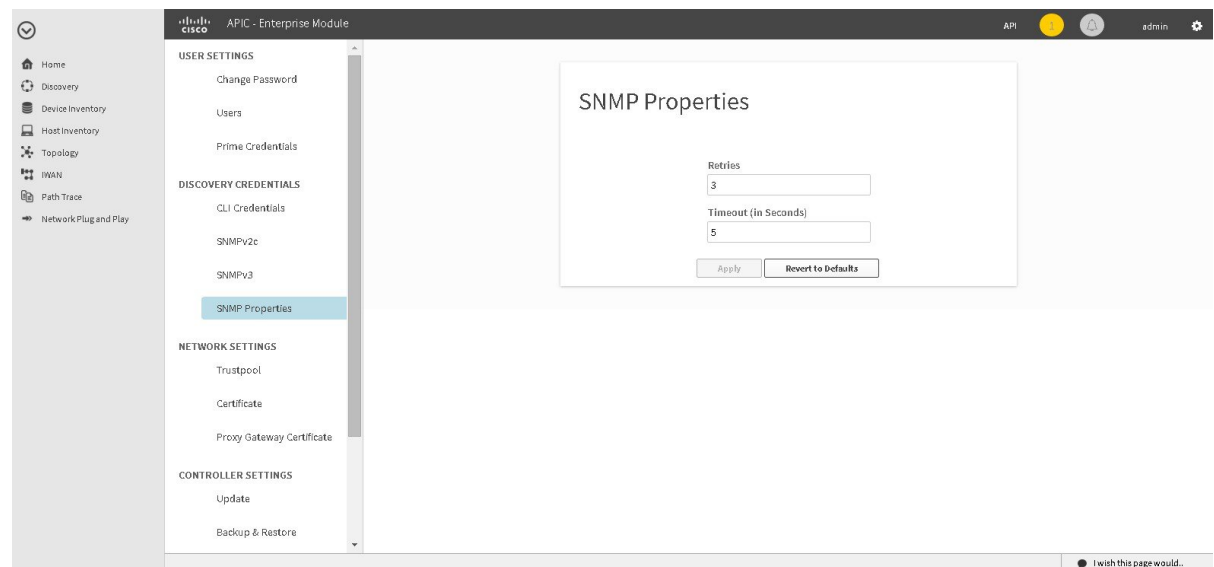 CISCO
APIC - Enterprise Module
API
1
admin
Home
Discovery
Device Inventory
Host Inventory
Topology
IWAN
Path Trace
Network Plug and Play
USER SETTINGS
Change Password
Users
Prime Credentials
DISCOVERY CREDENTIALS
CLI Credentials
SNMPv2c
SNMPv3
SNMP Properties
NETWORK SETTINGS
Trustpool
Certificate
Proxy Gateway Certificate
CONTROLLER SETTINGS
Update
Backup & Restore
SNMP Properties
Retries
3
Timeout (in Seconds)
5
Apply
Revert to Defaults
I wish this page would..